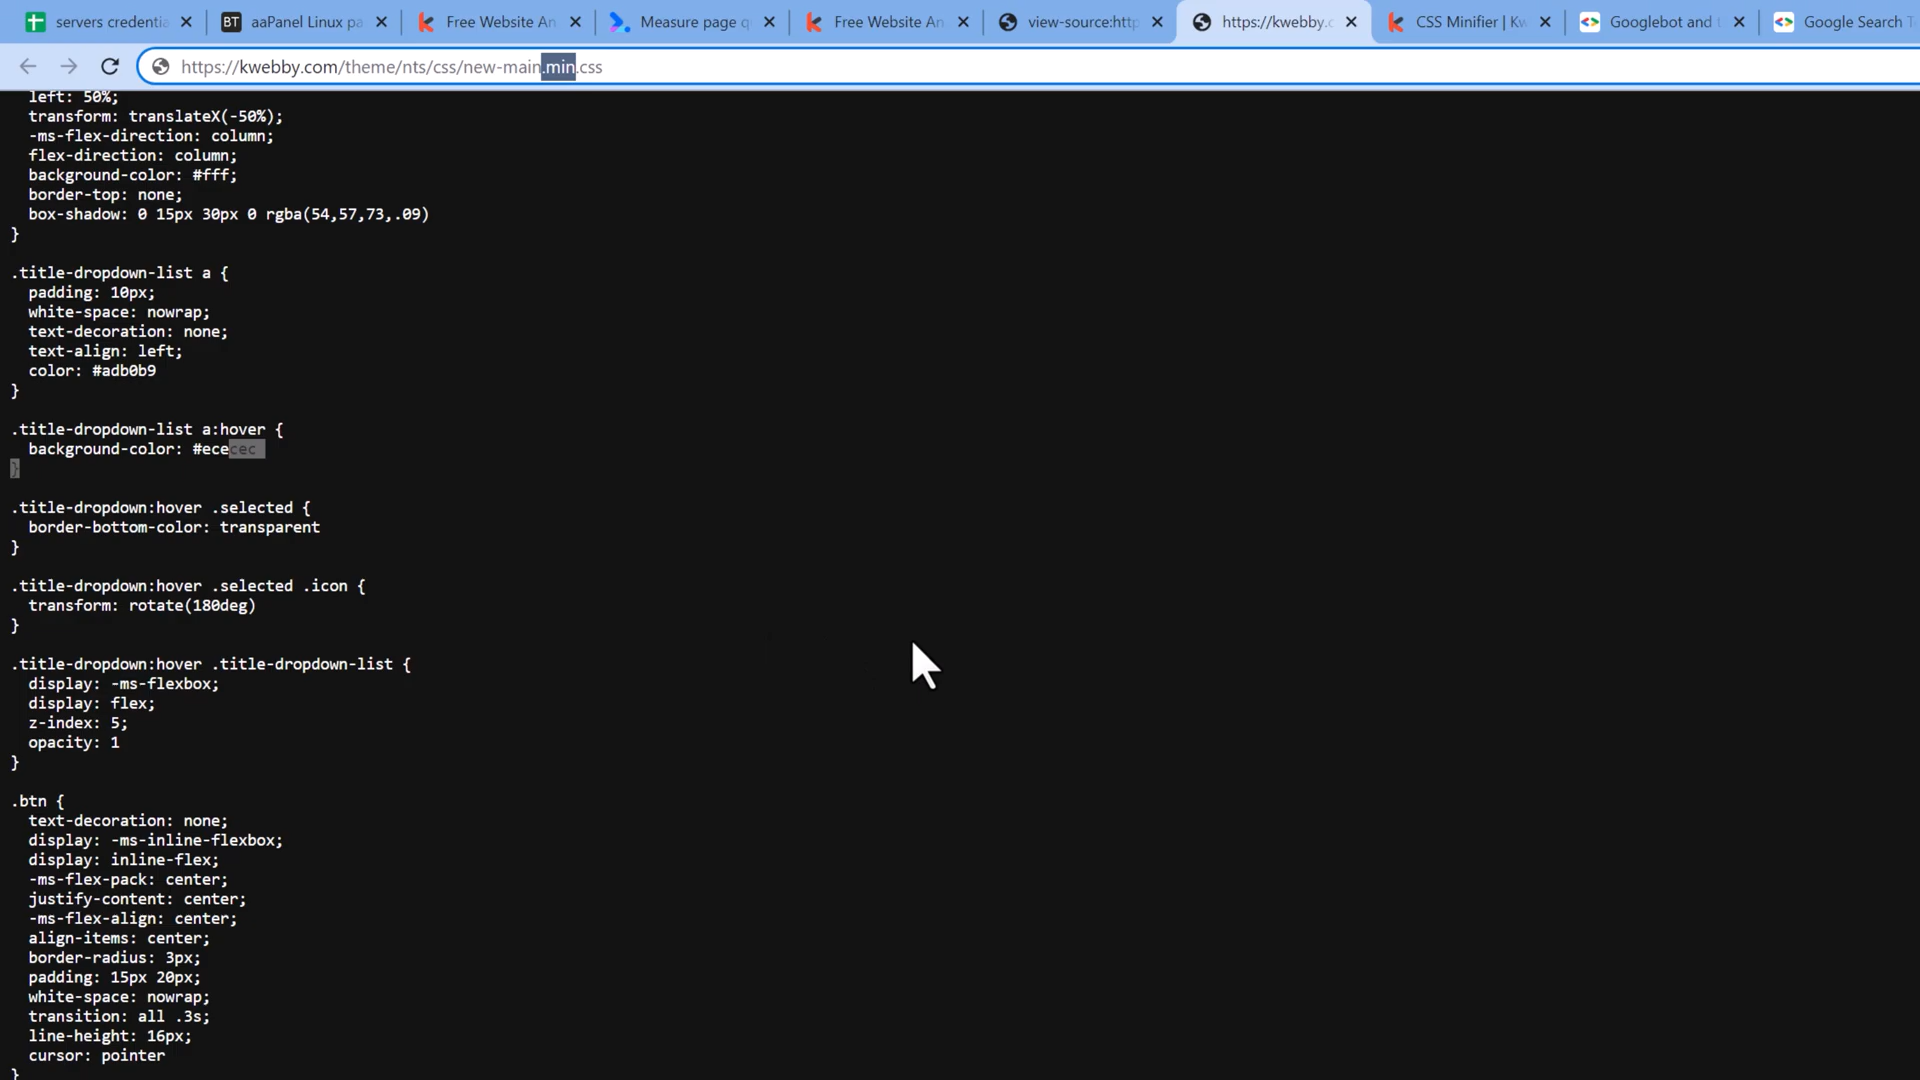 servers credentia
BT aaPanel Linux pa
Free Website An
Measure page q
Free Website An
view-source:http
https://kwebby.c
CSS Minifier | Kw
Googlebot and t
Google Search T
https://kwebby.com/theme/nts/css/new-main.min.css
left: 50%;
transform: translateX(-50%);
-ms-flex-direction: column;
flex-direction: column;
background-color: #fff;
border-top: none;
box-shadow: 0 15px 30px 0 rgba(54,57,73,.09)
}
.title-dropdown-list a {
padding: 10px;
white-space: nowrap;
text-decoration: none;
text-align: left;
color: #adb0b9
}
.title-dropdown-list a:hover {
background-color: #ececec
}
.title-dropdown:hover .selected {
border-bottom-color: transparent
}
.title-dropdown:hover .selected .icon {
transform: rotate(180deg)
}
.title-dropdown:hover .title-dropdown-list {
display: -ms-flexbox;
display: flex;
z-index: 5;
opacity: 1
}
.btn {
text-decoration: none;
display: -ms-inline-flexbox;
display: inline-flex;
-ms-flex-pack: center;
justify-content: center;
-ms-flex-align: center;
align-items: center;
border-radius: 3px;
padding: 15px 20px;
white-space: nowrap;
transition: all .3s;
line-height: 16px;
cursor: pointer
}